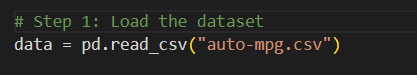 # Step 1: Load the dataset
data = pd.read_csv("auto-mpg.csv")